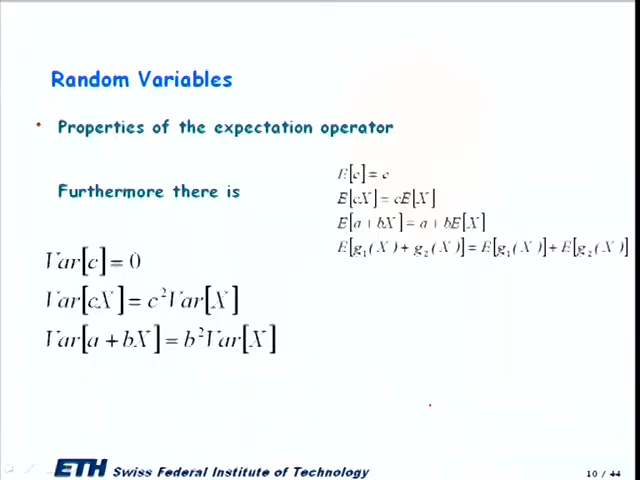 Random Variables
• Properties of the expectation operator
E[c] = c
Furthermore there is
E[cX] = cE[X]
E[a + bX] = a + bE[X]
E[g₁(X) + g₂(X)] = E[g₁(X)] + E[g₂(X)]
Var[c] = 0
Var[cX] = c²Var[X]
Var[a + bX] = b²Var[X]
ETH Swiss Federal Institute of Technology
10 / 44